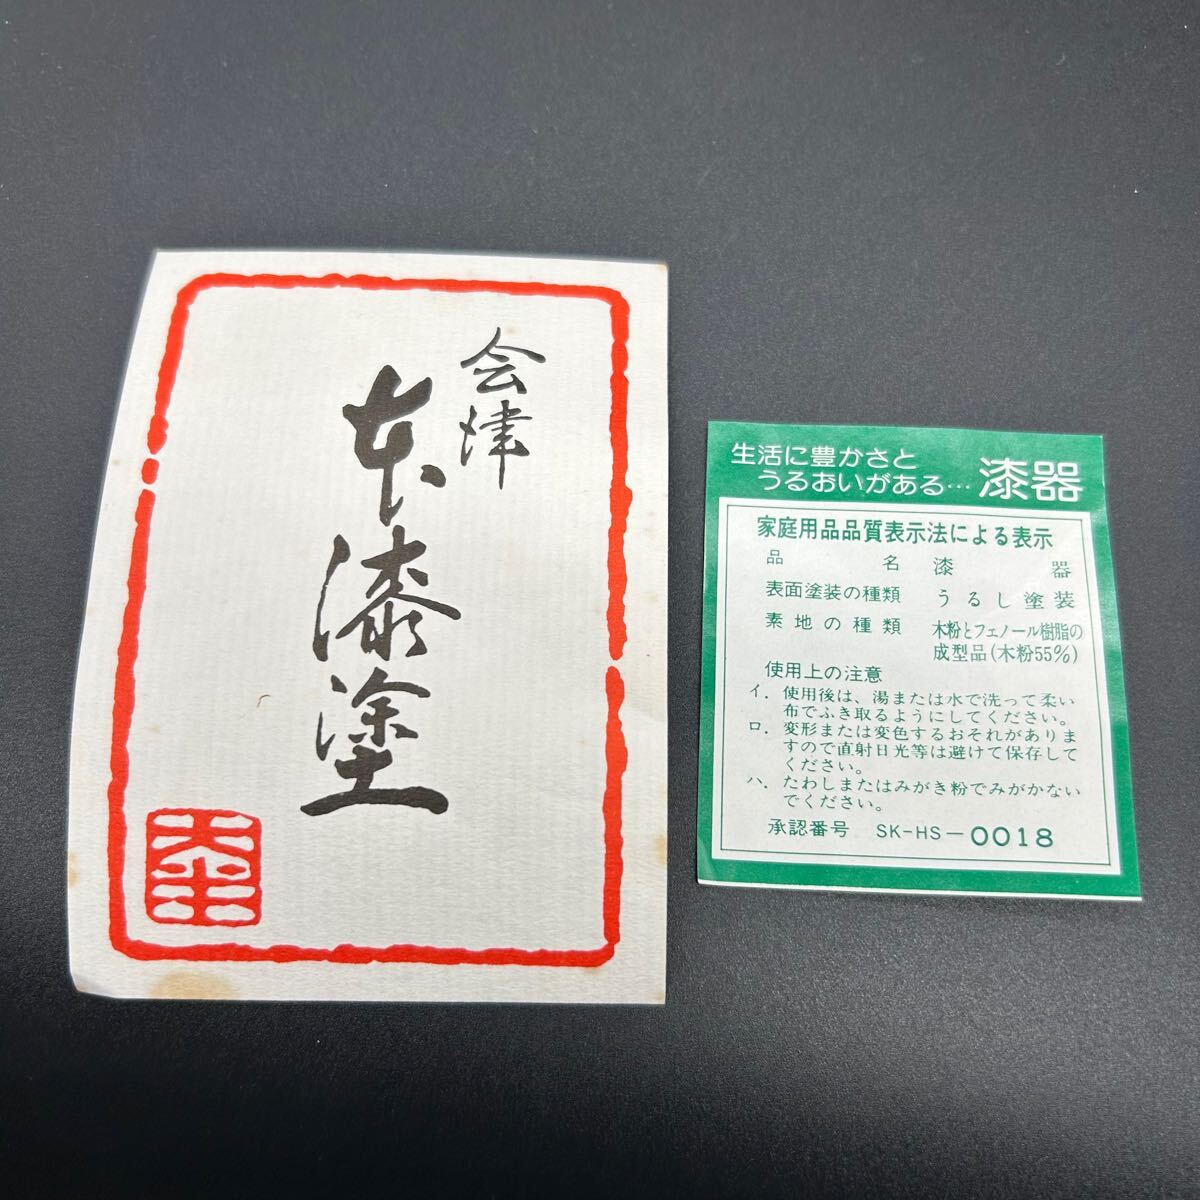 会津
本漆塗
生活に豊かさと
うるおいがある… 漆器
家庭用品品質表示法による表示
品名 漆器
表面塗装の種類 うるし塗装
素地の種類 木粉とフェノール樹脂の
成型品(木粉55%)
使用上の注意
イ. 使用後は、湯または水で洗って柔い
布でふき取るようにしてください。
ロ. 変形または変色するおそれがありま
すので直射日光等は避けて保存して
ください。
ハ. たわしまたはみがき粉でみがかない
でください。
承認番号 SK-HS-0018